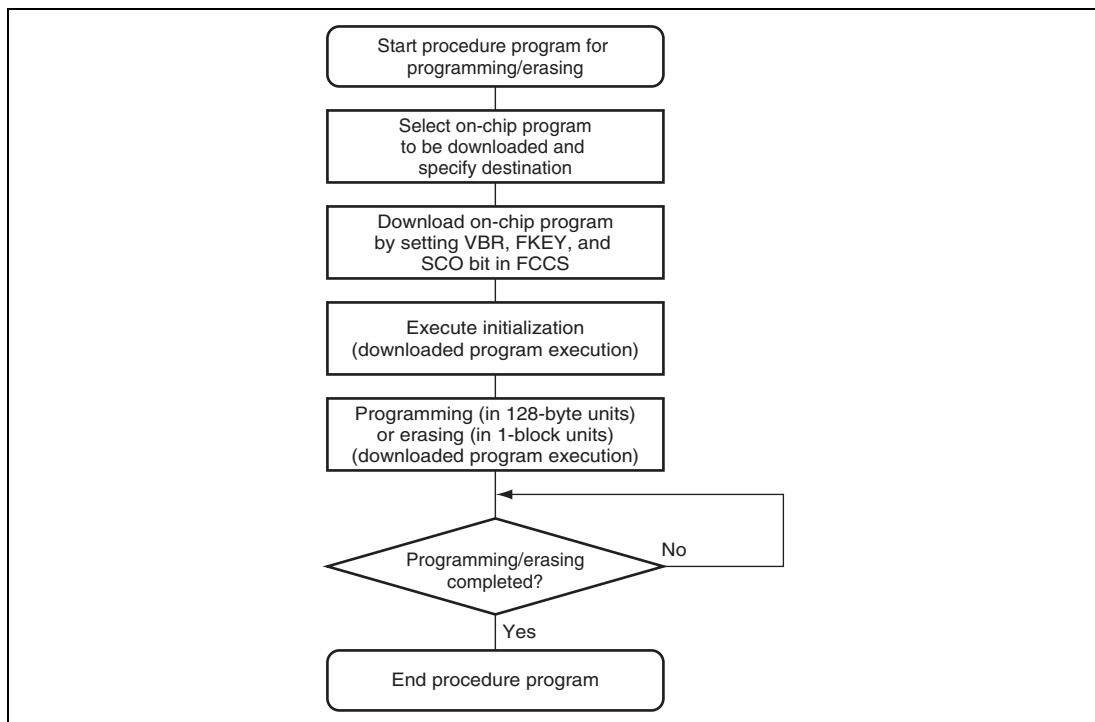 Start procedure program for
programming/erasing
Select on-chip program
to be downloaded and
specify destination
Download on-chip program
by setting VBR, FKEY, and
SCO bit in FCCS
Execute initialization
(downloaded program execution)
Programming (in 128-byte units)
or erasing (in 1-block units)
(downloaded program execution)
Programming/erasing
completed?
No
Yes
End procedure program